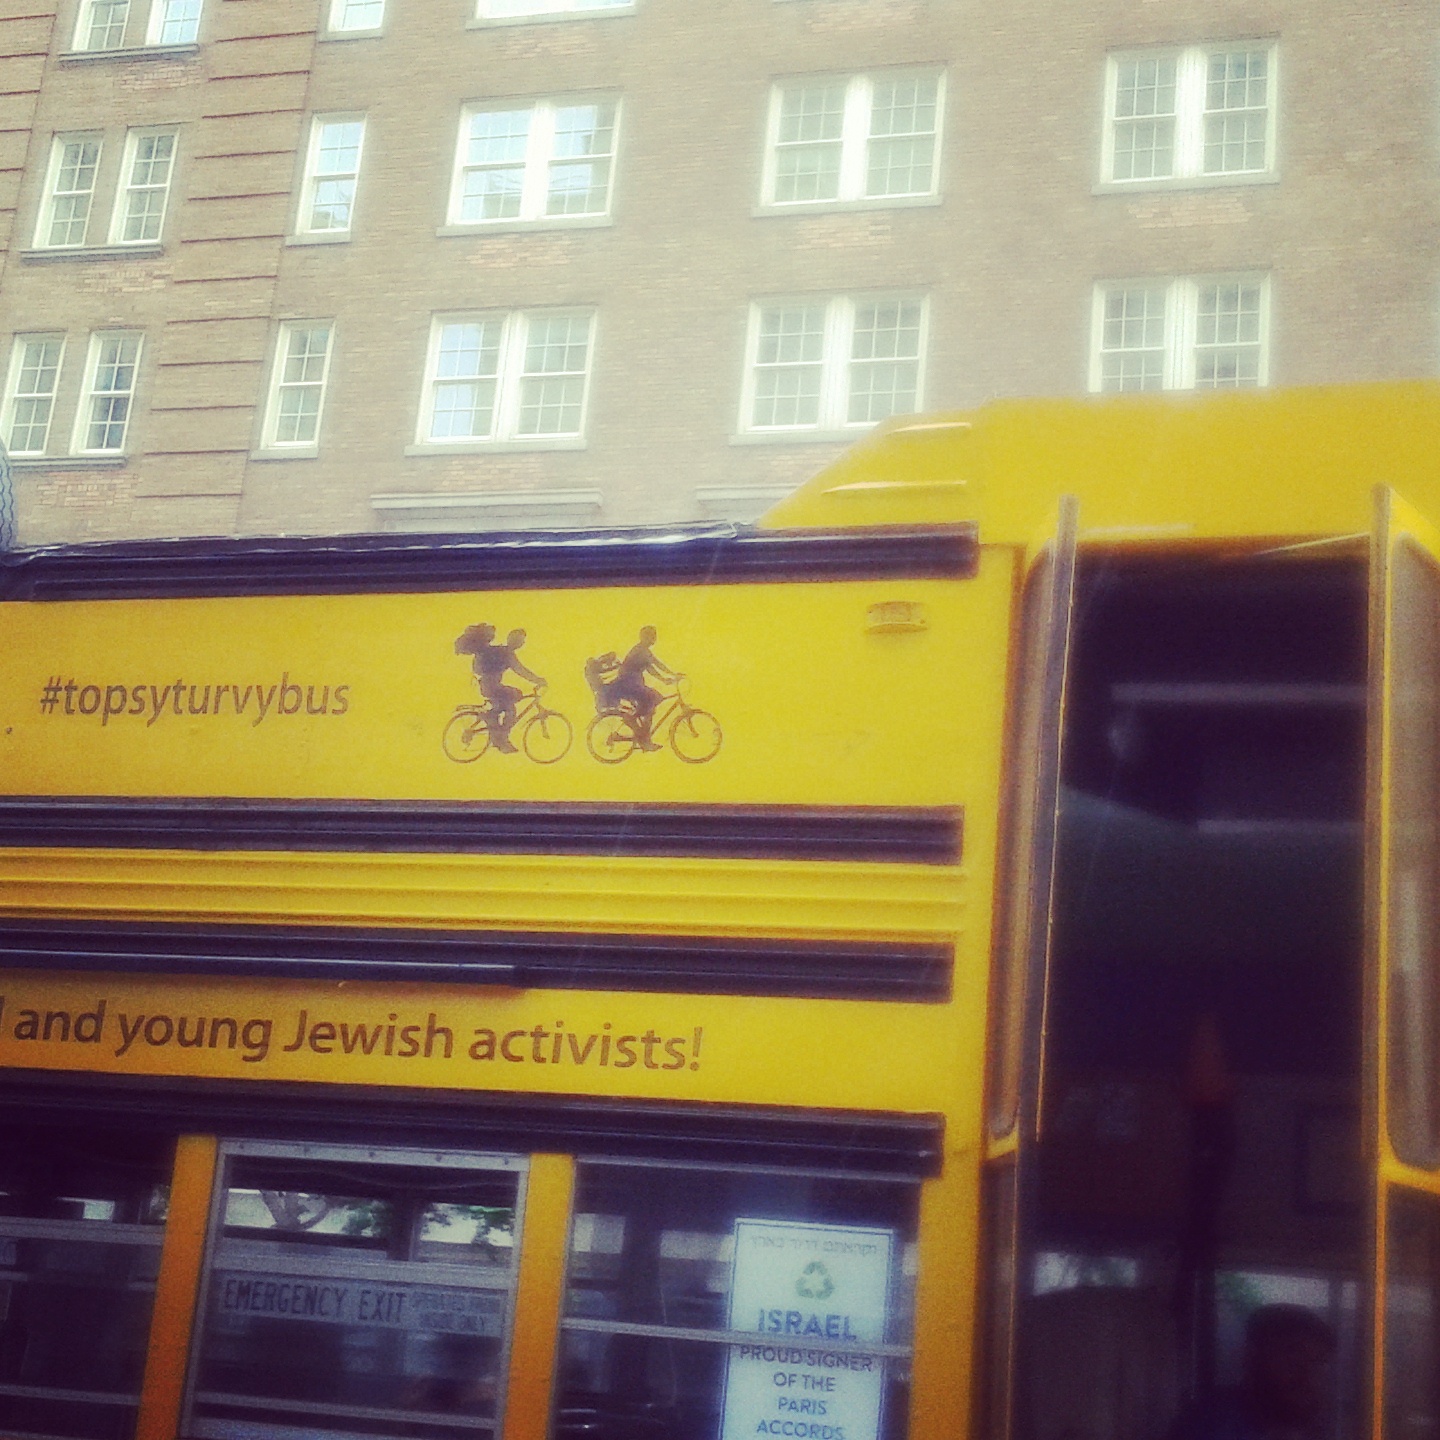 #topsyturvybus
and young Jewish activists!
EMERGENCY EXIT
ISRAEL
PROUD SIGNER
OF THE
PARIS
ACCORDS